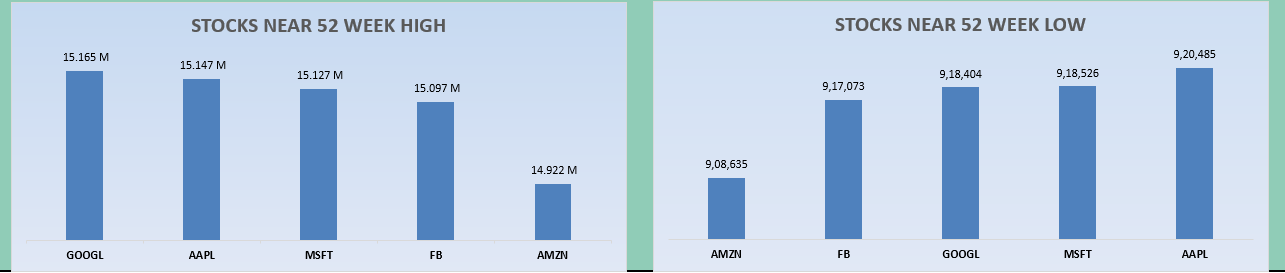 STOCKS NEAR 52 WEEK HIGH
15.165 M
15.147 M
15.127 M
15.097 M
14.922 M
GOOGL
AAPL
MSFT
FB
AMZN
STOCKS NEAR 52 WEEK LOW
9,08,635
9,17,073
9,18,404
9,18,526
9,20,485
AMZN
FB
GOOGL
MSFT
AAPL